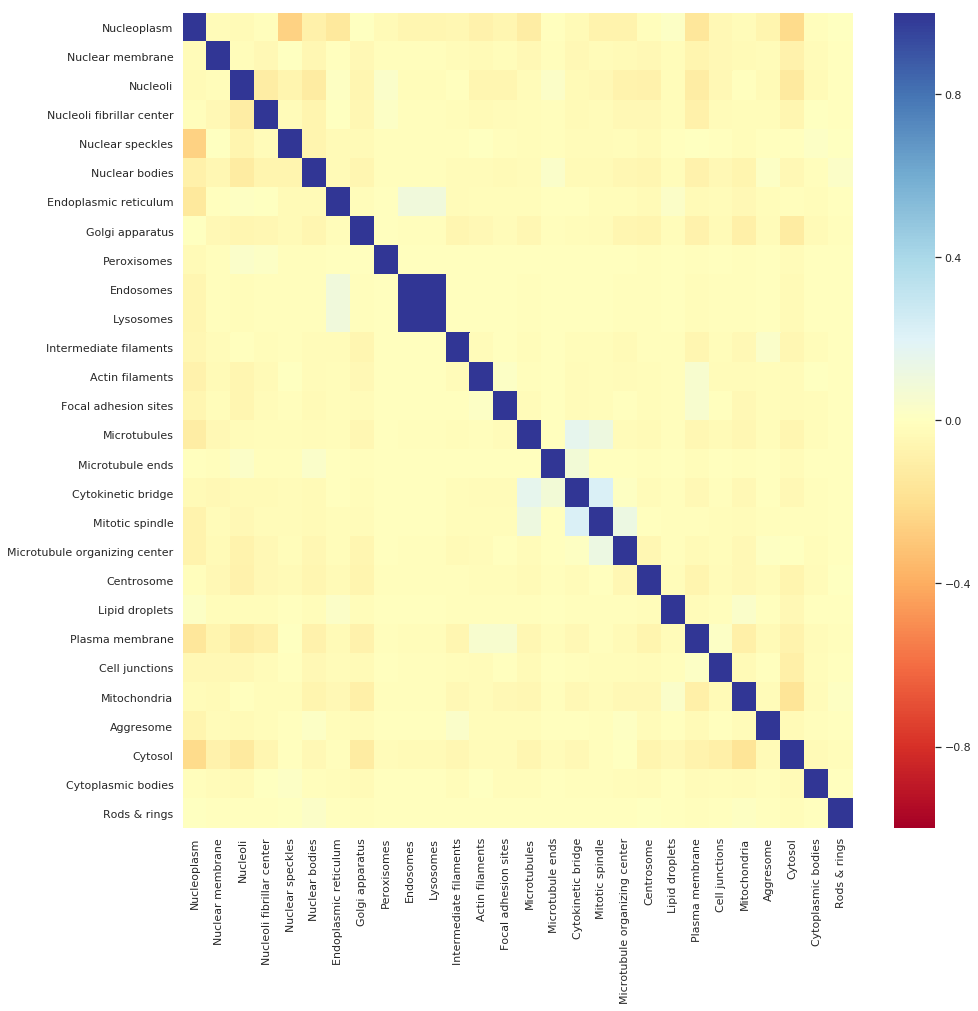 Nucleoplasm
Nuclear membrane
Nucleoli
Nucleoli fibrillar center
Nuclear speckles
Nuclear bodies
Endoplasmic reticulum
Golgi apparatus
Peroxisomes
Endosomes
Lysosomes
Intermediate filaments
Actin filaments
Focal adhesion sites
Microtubules
Microtubule ends
Cytokinetic bridge
Mitotic spindle
Microtubule organizing center
Centrosome
Lipid droplets
Plasma membrane
Cell junctions
Mitochondria
Aggresome
Cytosol
Cytoplasmic bodies
Rods & rings
Nucleoplasm
Nuclear membrane
Nucleoli
Nucleoli fibrillar center
Nuclear speckles
Nuclear bodies
Endoplasmic reticulum
Golgi apparatus
Peroxisomes
Endosomes
Lysosomes
Intermediate filaments
Actin filaments
Focal adhesion sites
Microtubules
Microtubule ends
Cytokinetic bridge
Mitotic spindle
Microtubule organizing center
Centrosome
Lipid droplets
Plasma membrane
Cell junctions
Mitochondria
Aggresome
Cytosol
Cytoplasmic bodies
Rods & rings
0.8
0.4
0.0
−0.4
−0.8